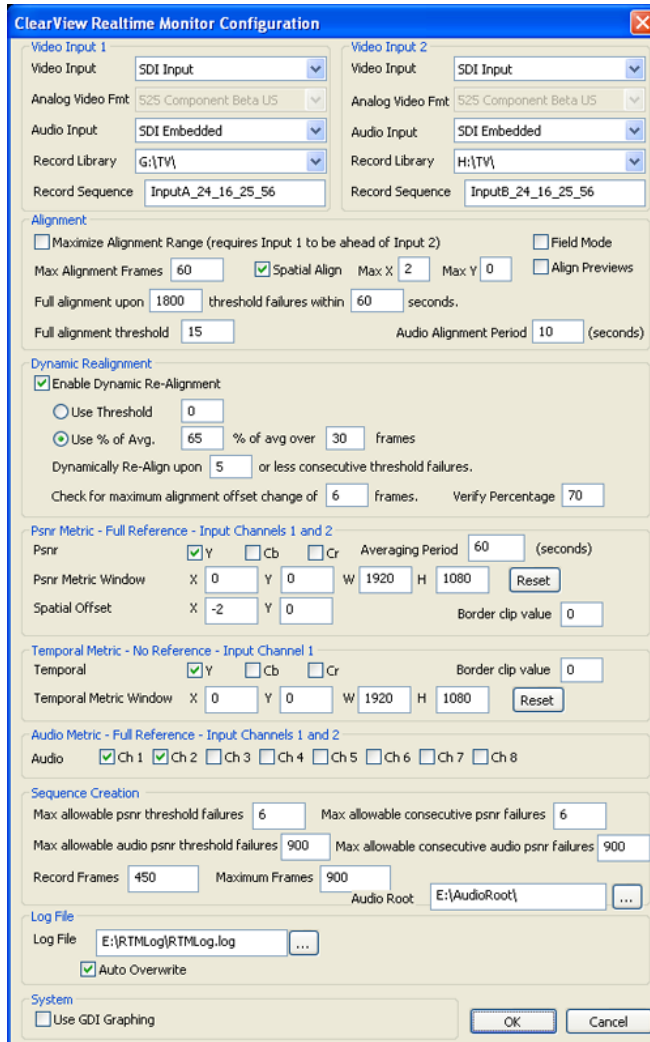 ClearView Realtime Monitor Configuration
Video Input 1
Video Input SDI Input
Analog Video Fmt 525 Component Beta US
Audio Input SDI Embedded
Record Library G:\TV\
Record Sequence InputA_24_16_25_56
Video Input 2
Video Input SDI Input
Analog Video Fmt 525 Component Beta US
Audio Input SDI Embedded
Record Library H:\TV\
Record Sequence InputB_24_16_25_56
Alignment
Maximize Alignment Range (requires Input 1 to be ahead of Input 2) Field Mode
Max Alignment Frames 60 Spatial Align Max X 2 Max Y 0 Align Previews
Full alignment upon 1800 threshold failures within 60 seconds.
Full alignment threshold 15 Audio Alignment Period 10 (seconds)
Dynamic Realignment
Enable Dynamic Re-Alignment
Use Threshold 0
Use % of Avg. 65 % of avg over 30 frames
Dynamically Re-Align upon 5 or less consecutive threshold failures.
Check for maximum alignment offset change of 6 frames. Verify Percentage 70
Psnr Metric - Full Reference - Input Channels 1 and 2
Psnr Y Cb Cr Averaging Period 60 (seconds)
Psnr Metric Window X 0 Y 0 W 1920 H 1080 Reset
Spatial Offset X -2 Y 0 Border clip value 0
Temporal Metric - No Reference - Input Channel 1
Temporal Y Cb Cr Border clip value 0
Temporal Metric Window X 0 Y 0 W 1920 H 1080 Reset
Audio Metric - Full Reference - Input Channels 1 and 2
Audio Ch 1 Ch 2 Ch 3 Ch 4 Ch 5 Ch 6 Ch 7 Ch 8
Sequence Creation
Max allowable psnr threshold failures 6 Max allowable consecutive psnr failures 6
Max allowable audio psnr threshold failures 900 Max allowable consecutive audio psnr failures 900
Record Frames 450 Maximum Frames 900
Audio Root E:\AudioRoot\ ...
Log File
Log File E:\RTMLog\RTMLog.log ...
Auto Overwrite
System
Use GDI Graphing
OK Cancel